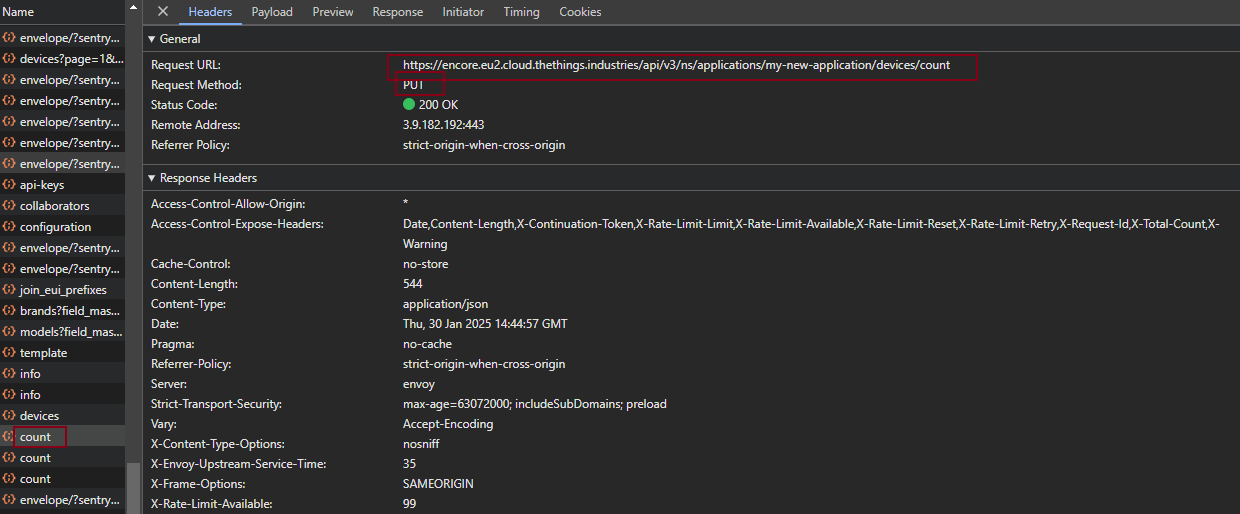 Name
envelope/?sentry...
devices?page=1&...
envelope/?sentry...
envelope/?sentry...
envelope/?sentry...
envelope/?sentry...
envelope/?sentry...
api-keys
collaborators
configuration
envelope/?sentry...
envelope/?sentry...
join_eui_prefixes
brands?field_mas...
models?field_mas...
template
info
info
devices
count
count
count
envelope/?sentry...
Headers Payload Preview Response Initiator Timing Cookies
General
Request URL: https://encore.eu2.cloud.thethings.industries/api/v3/ns/applications/my-new-application/devices/count
Request Method: PUT
Status Code: 200 OK
Remote Address: 3.9.182.192:443
Referrer Policy: strict-origin-when-cross-origin
Response Headers
Access-Control-Allow-Origin: *
Access-Control-Expose-Headers: Date,Content-Length,X-Continuation-Token,X-Rate-Limit-Limit,X-Rate-Limit-Available,X-Rate-Limit-Reset,X-Rate-Limit-Retry,X-Request-Id,X-Total-Count,X-
Warning
Cache-Control: no-store
Content-Length: 544
Content-Type: application/json
Date: Thu, 30 Jan 2025 14:44:57 GMT
Pragma: no-cache
Referrer-Policy: strict-origin-when-cross-origin
Server: envoy
Strict-Transport-Security: max-age=63072000; includeSubDomains; preload
Vary: Accept-Encoding
X-Content-Type-Options: nosniff
X-Envoy-Upstream-Service-Time: 35
X-Frame-Options: SAMEORIGIN
X-Rate-Limit-Available: 99